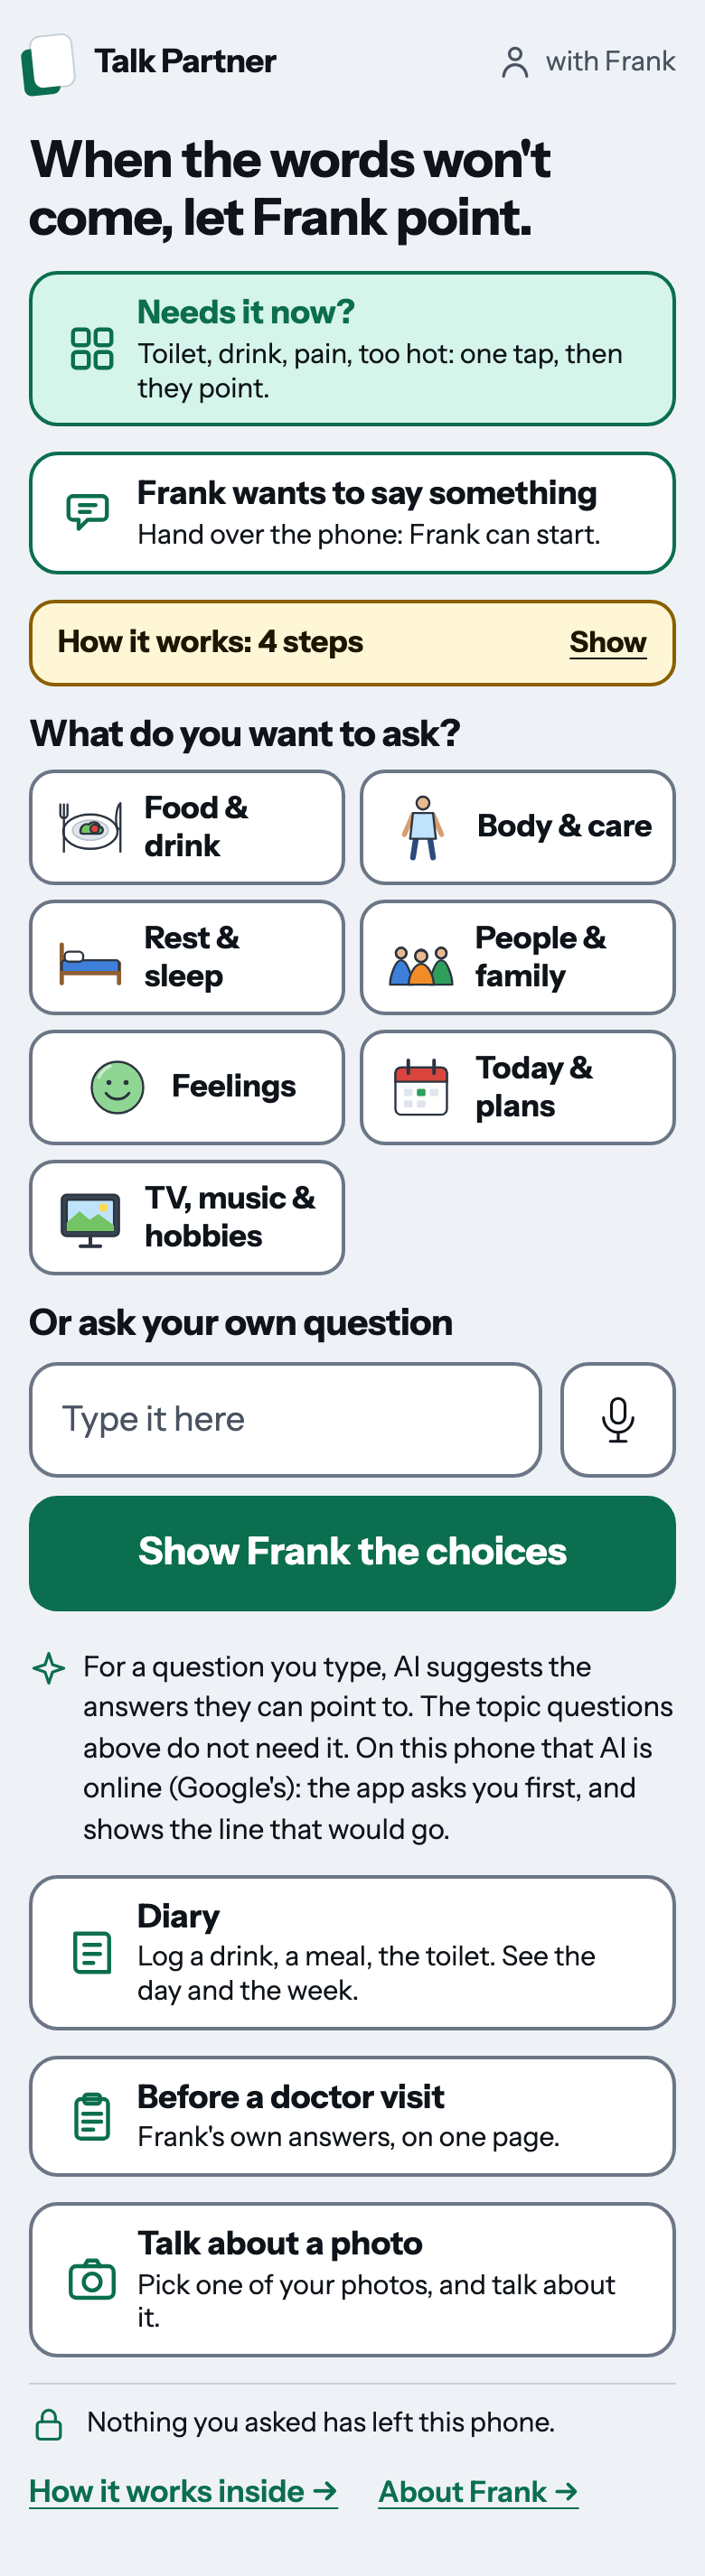 Talk Partner
with Frank
When the words won't
come, let Frank point.
Needs it now?
Toilet, drink, pain, too hot: one tap, then
they point.
Frank wants to say something
Hand over the phone: Frank can start.
How it works: 4 steps
Show
What do you want to ask?
Food &
drink
Body & care
Rest &
sleep
People &
family
Feelings
Today &
plans
TV, music &
hobbies
Or ask your own question
Type it here
Show Frank the choices
For a question you type, AI suggests the
answers they can point to. The topic questions
above do not need it. On this phone that AI is
online (Google's): the app asks you first, and
shows the line that would go.
Diary
Log a drink, a meal, the toilet. See the
day and the week.
Before a doctor visit
Frank's own answers, on one page.
Talk about a photo
Pick one of your photos, and talk about
it.
Nothing you asked has left this phone.
How it works inside →
About Frank →